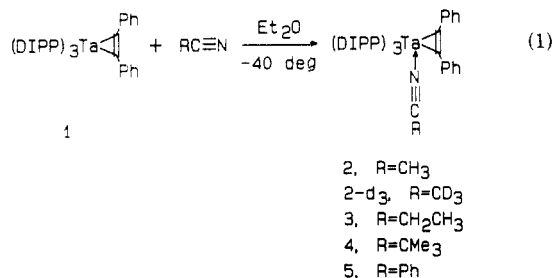 Ph
(DIPP)3Ta + RC≡N Et2O -40 deg (DIPP)3Ta Ph (1)
Ph Ph
N
C
R
1
2, R=CH3
2-d3, R=CD3
3, R=CH2CH3
4, R=CMe3
5, R=Ph